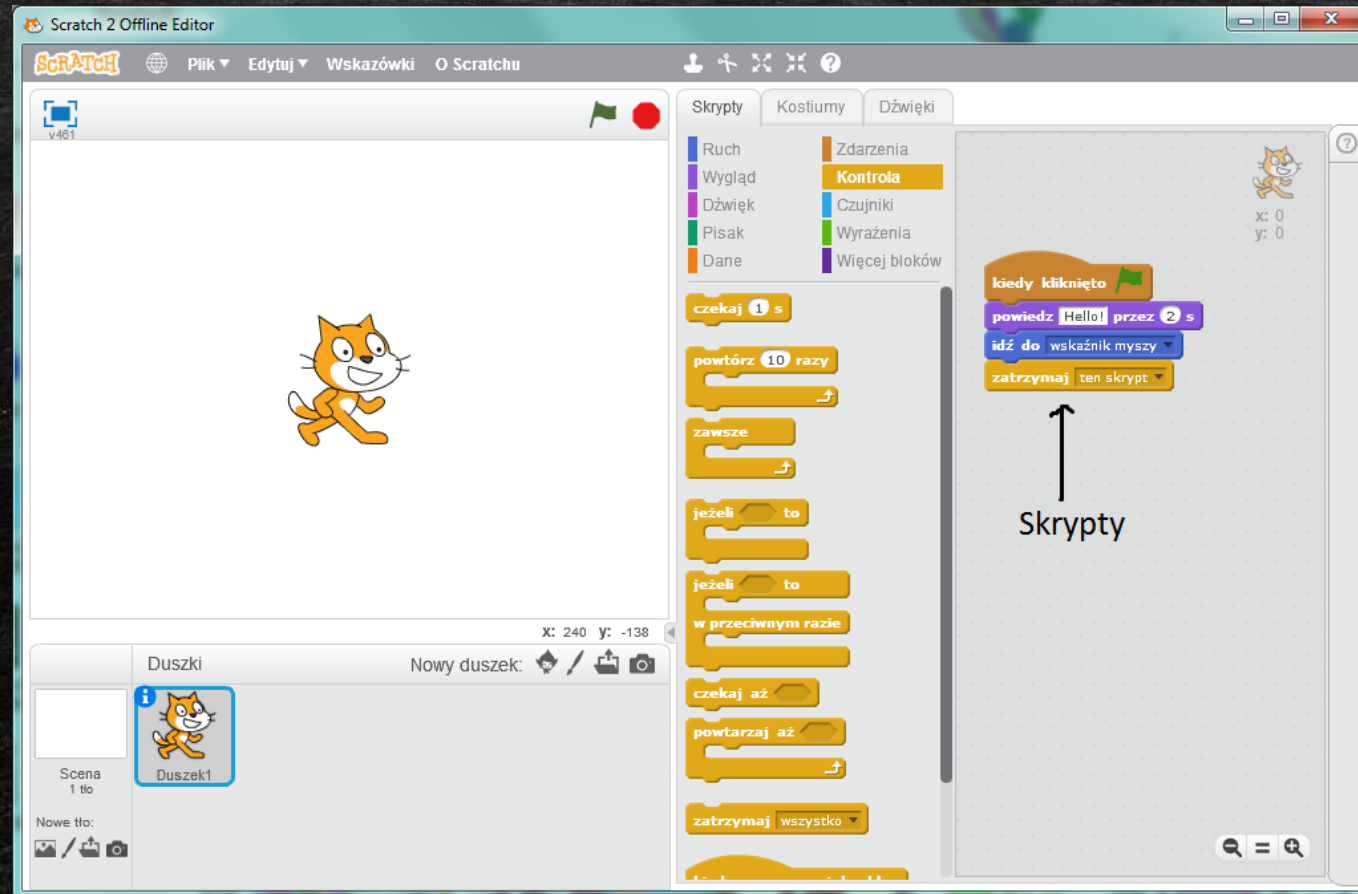 Scratch 2 Offline Editor
SCRATCH Plik Edytuj Wskazówki O Scratchu
v461
x: 240 y: -138
Duszki Nowy duszek:
Scena
1 tło
Duszek1
Nowe tło:
Skrypty Kostiumy Dźwięki
Ruch Zdarzenia
Wygląd Kontrola
Dźwięk Czujniki
Pisak Wyrażenia
Dane Więcej bloków
czekaj 1 s
powtórz 10 razy
zawsze
jeżeli to
jeżeli to
w przeciwnym razie
czekaj aż
powtarzaj aż
zatrzymaj wszystko
x: 0
y: 0
kiedy kliknięto
powiedz Hello! przez 2 s
idź do wskaźnik myszy
zatrzymaj ten skrypt
Skrypty